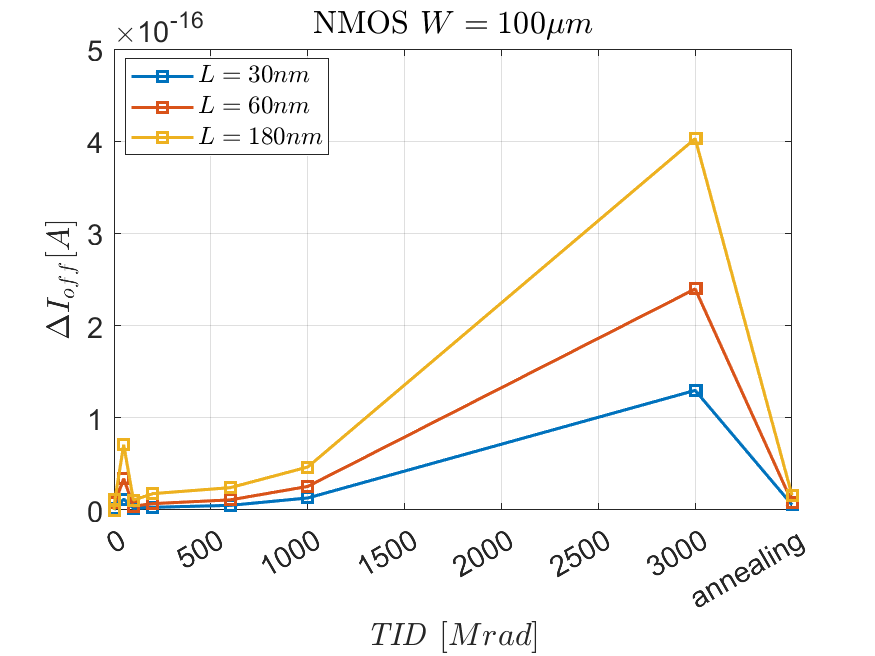 NMOS W = 100μm
×10-16
5
4
3
2
1
0
L = 30nm
L = 60nm
L = 180nm
ΔIoff[A]
0
500
1000
1500
2000
2500
3000
annealing
TID [Mrad]